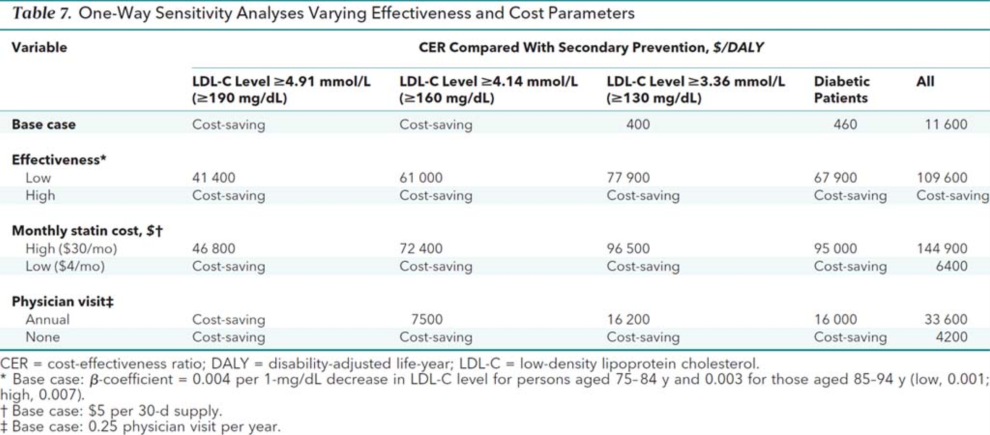 Table 7. One-Way Sensitivity Analyses Varying Effectiveness and Cost Parameters
Variable CER Compared With Secondary Prevention, $/DALY
LDL-C Level ≥4.91 mmol/L LDL-C Level ≥4.14 mmol/L LDL-C Level ≥3.36 mmol/L Diabetic All
(≥190 mg/dL) (≥160 mg/dL) (≥130 mg/dL) Patients
Base case Cost-saving Cost-saving 400 460 11 600
Effectiveness*
Low 41 400 61 000 77 900 67 900 109 600
High Cost-saving Cost-saving Cost-saving Cost-saving Cost-saving
Monthly statin cost, $†
High ($30/mo) 46 800 72 400 96 500 95 000 144 900
Low ($4/mo) Cost-saving Cost-saving Cost-saving Cost-saving 6400
Physician visit‡
Annual Cost-saving 7500 16 200 16 000 33 600
None Cost-saving Cost-saving Cost-saving Cost-saving 4200
CER = cost-effectiveness ratio; DALY = disability-adjusted life-year; LDL-C = low-density lipoprotein cholesterol.
* Base case: β-coefficient = 0.004 per 1-mg/dL decrease in LDL-C level for persons aged 75–84 y and 0.003 for those aged 85–94 y (low, 0.001;
high, 0.007).
† Base case: $5 per 30-d supply.
‡ Base case: 0.25 physician visit per year.